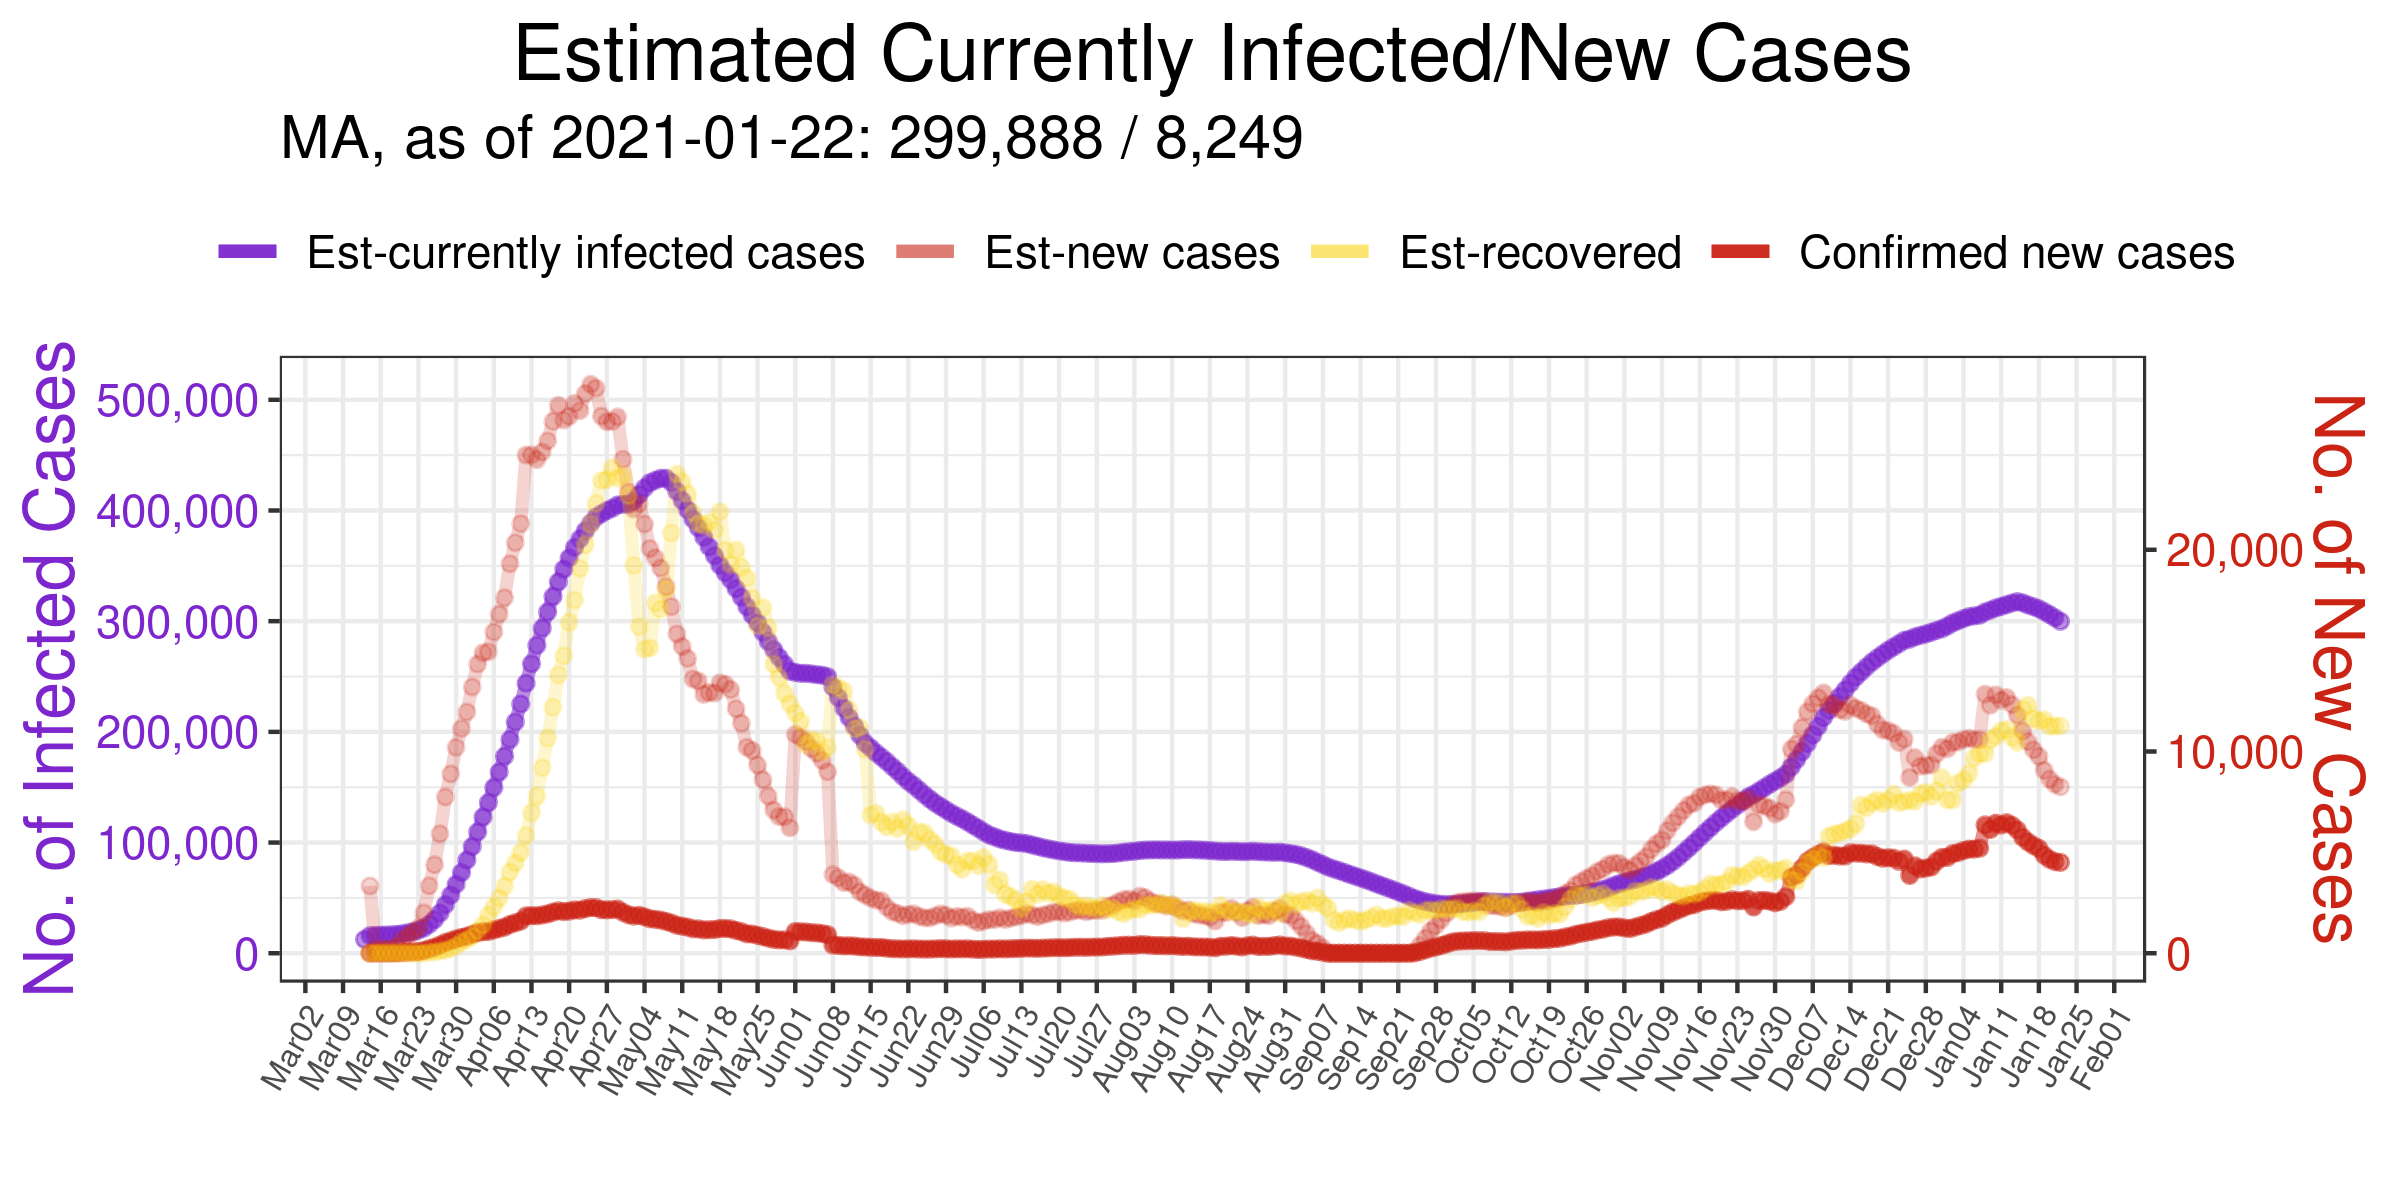 Estimated Currently Infected/New Cases
MA, as of 2021-01-22: 299,888 / 8,249
Est-currently infected cases Est-new cases Est-recovered Confirmed new cases
No. of Infected Cases
500,000
400,000
300,000
200,000
100,000
0
20,000
10,000
0
No. of New Cases
Mar02 Mar09 Mar16 Mar23 Mar30 Apr06 Apr13 Apr20 Apr27 May04 May11 May18 May25 Jun01 Jun08 Jun15 Jun22 Jun29 Jul06 Jul13 Jul20 Jul27 Aug03 Aug10 Aug17 Aug24 Aug31 Sep07 Sep14 Sep21 Sep28 Oct05 Oct12 Oct19 Oct26 Nov02 Nov09 Nov16 Nov23 Nov30 Dec07 Dec14 Dec21 Dec28 Jan04 Jan11 Jan18 Jan25 Feb01